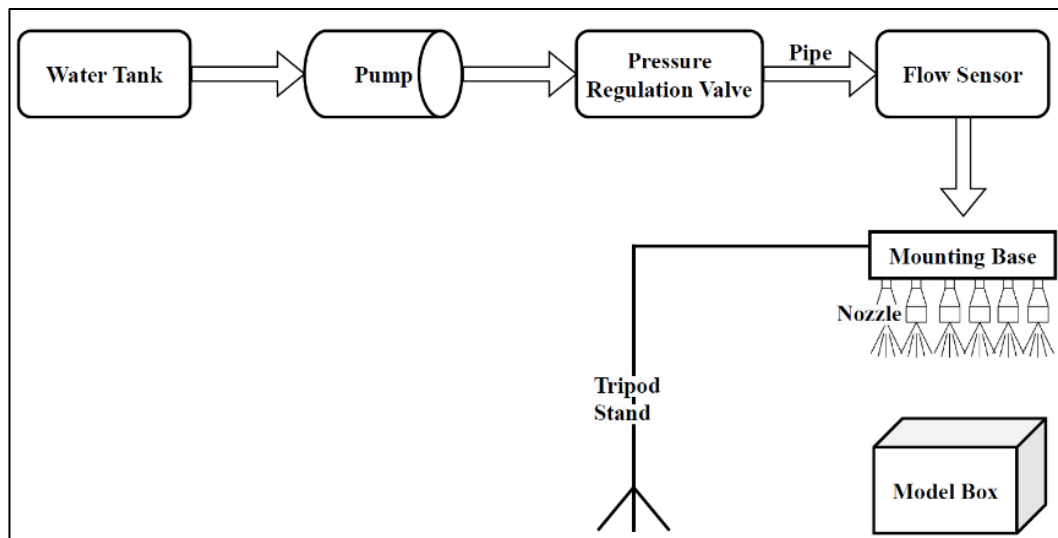 Water Tank
Pump
Pressure
Regulation Valve
Pipe
Flow Sensor
Mounting Base
Nozzle
Tripod
Stand
Model Box